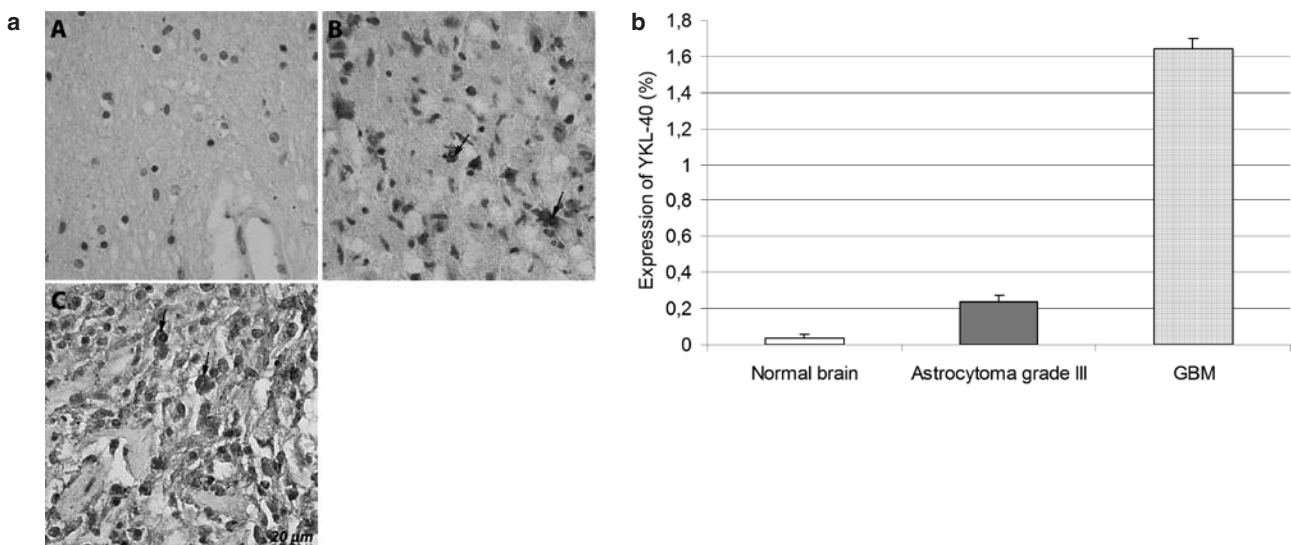 a
A
B
C
20 µm
b
Expression of YKL-40 (%)
1,8
1,6
1,4
1,2
1
0,8
0,6
0,4
0,2
0
Normal brain
Astrocytoma grade III
GBM